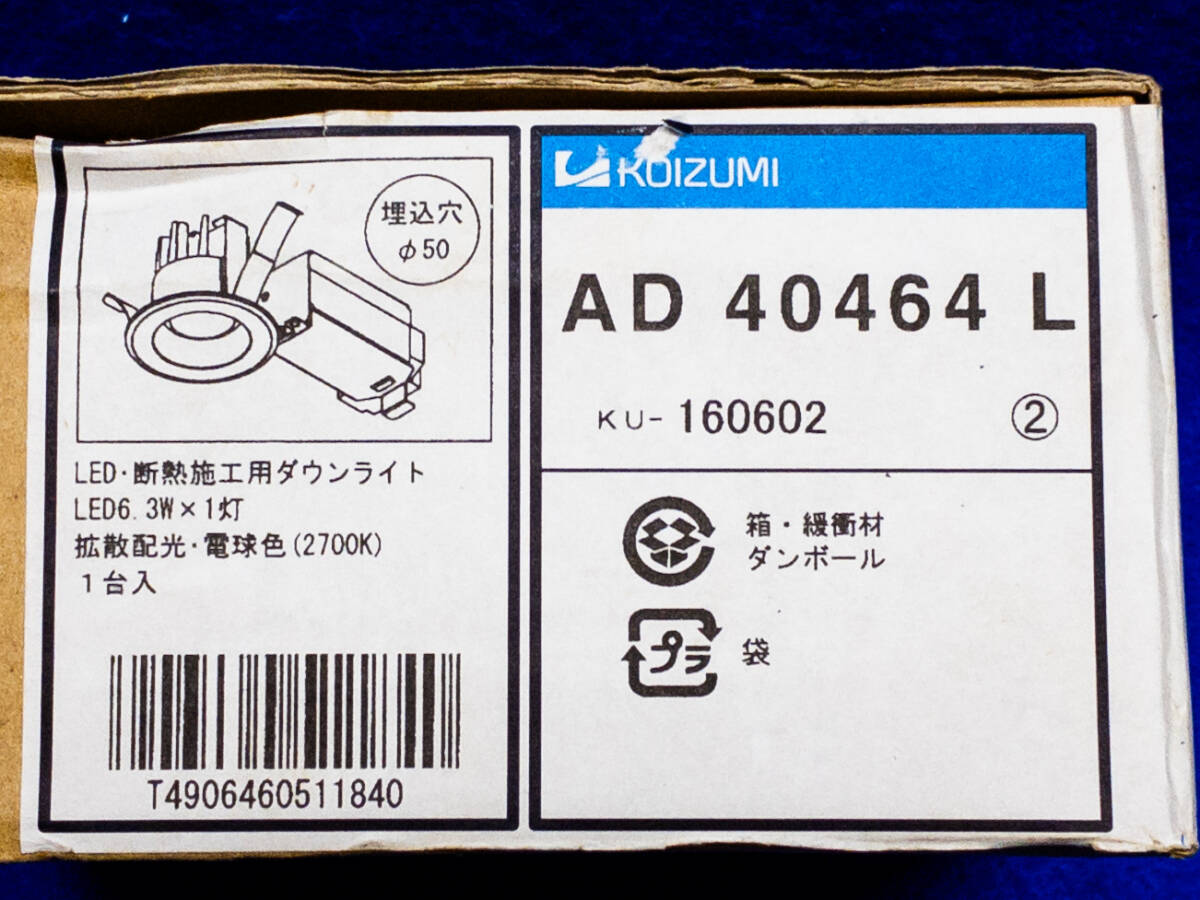 埋込穴
φ50
LED・断熱施工用ダウンライト
LED6.3W×1灯
拡散配光・電球色(2700K)
1台入
T4906460511840
KOIZUMI
AD 40464 L
KU- 160602 ②
箱・緩衝材
ダンボール
プラ 袋